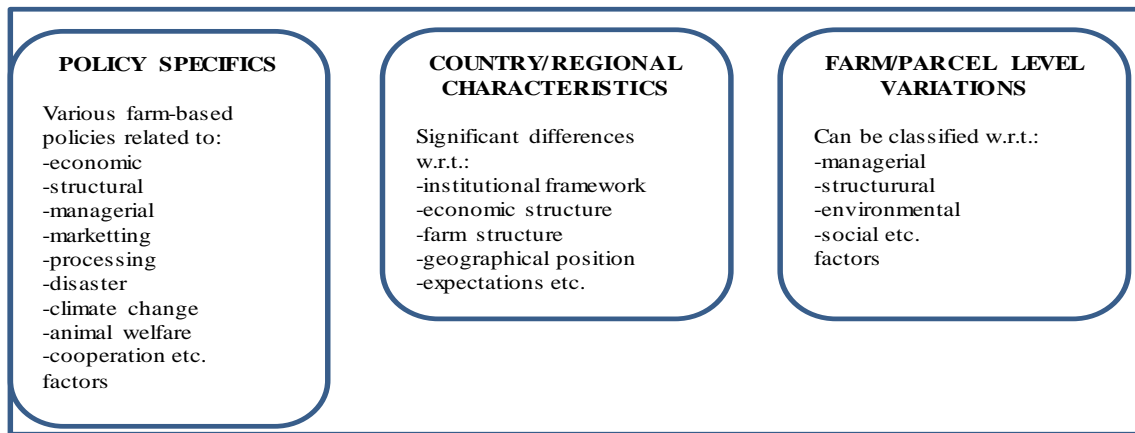 POLICY SPECIFICS
Various farm-based
policies related to:
-economic
-structural
-managerial
-marketting
-processing
-disaster
-climate change
-animal welfare
-cooperation etc.
factors
COUNTRY/REGIONAL
CHARACTERISTICS
Significant differences
w.r.t.:
-institutional framework
-economic structure
-farm structure
-geographical position
-expectations etc.
FARM/PARCEL LEVEL
VARIATIONS
Can be classified w.r.t.:
-managerial
-structurural
-environmental
-social etc.
factors